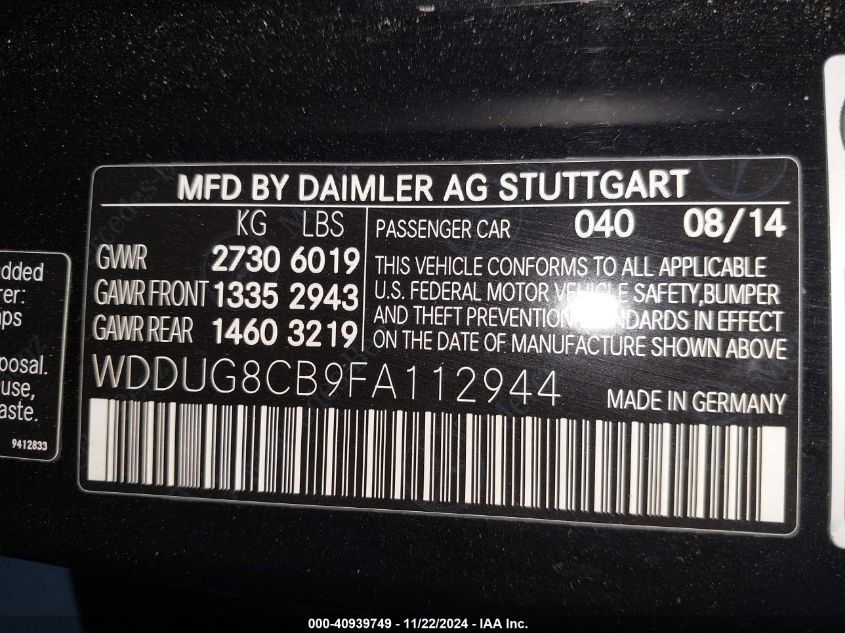 MFD BY DAIMLER AG STUTTGART
KG LBS
GVWR 2730 6019
GAWR FRONT 1335 2943
GAWR REAR 1460 3219
PASSENGER CAR 040 08/14
THIS VEHICLE CONFORMS TO ALL APPLICABLE
U.S. FEDERAL MOTOR VEHICLE SAFETY, BUMPER
AND THEFT PREVENTION STANDARDS IN EFFECT
ON THE DATE OF MANUFACTURE SHOWN ABOVE.
WDDUG8CB9FA112944
MADE IN GERMANY
dded
rer:
ps
posal.
use,
aste.
9412833
000-40939749 - 11/22/2024 - IAA Inc.